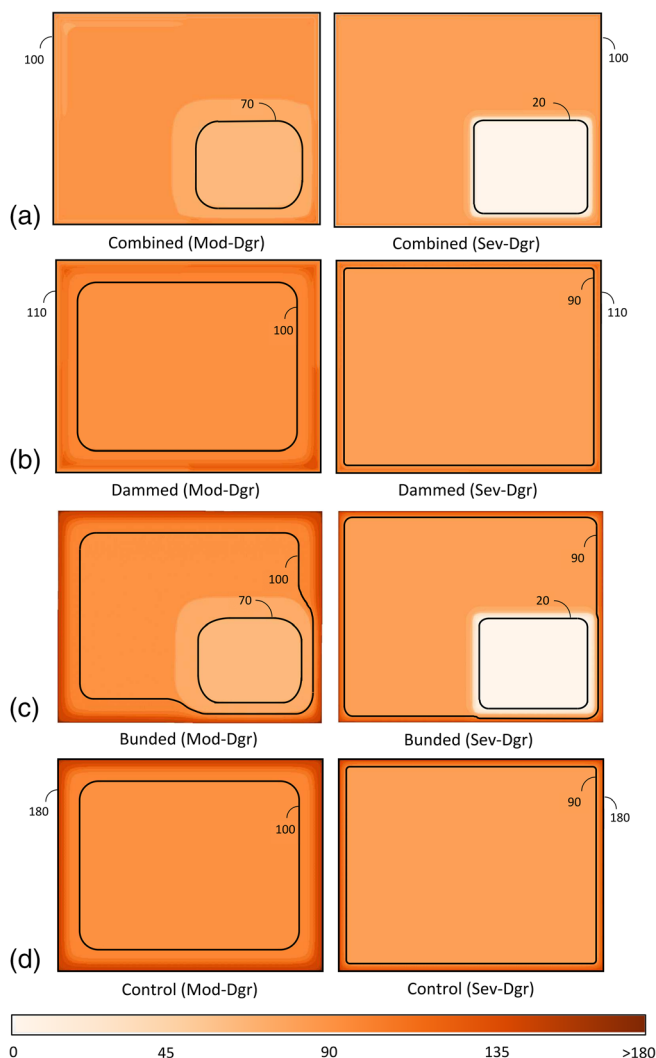 100
70
20
100
(a)
Combined (Mod-Dgr)
Combined (Sev-Dgr)
110
100
90
110
(b)
Dammed (Mod-Dgr)
Dammed (Sev-Dgr)
100
70
90
20
(c)
Bunded (Mod-Dgr)
Bunded (Sev-Dgr)
180
100
90
180
(d)
Control (Mod-Dgr)
Control (Sev-Dgr)
0 45 90 135 >180